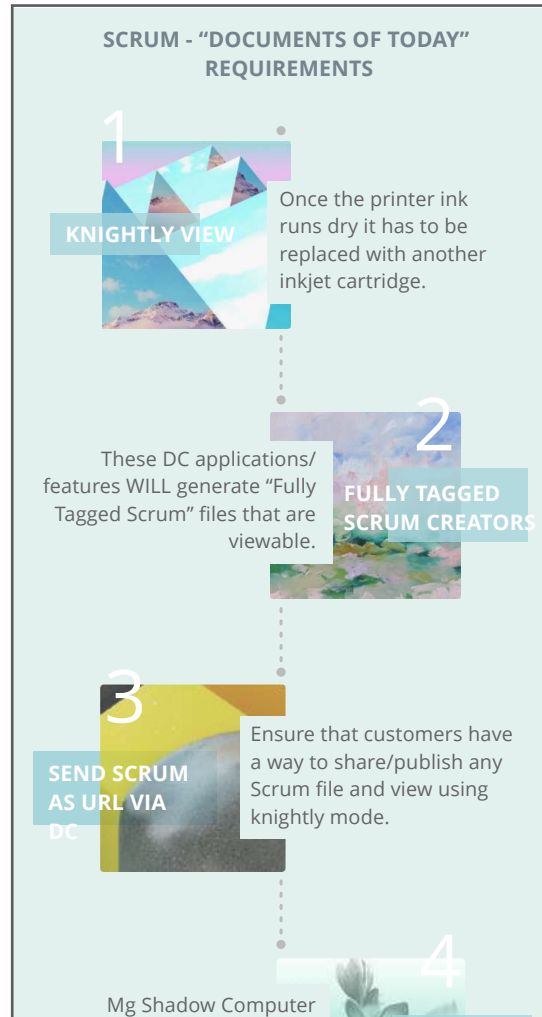 SCRUM - “DOCUMENTS OF TODAY”
REQUIREMENTS
1
KNIGHTLY VIEW
Once the printer ink
runs dry it has to be
replaced with another
inkjet cartridge.
2
FULLY TAGGED
SCRUM CREATORS
These DC applications/
features WILL generate “Fully
Tagged Scrum” files that are
viewable.
3
SEND SCRUM
AS URL VIA
DC
Ensure that customers have
a way to share/publish any
Scrum file and view using
knightly mode.
4
Mg Shadow Computer